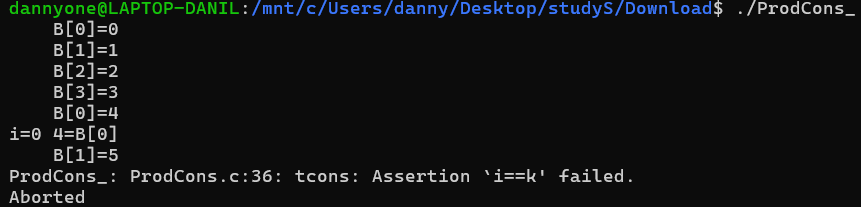 dannyone@LAPTOP-DANIL:/mnt/c/Users/danny/Desktop/studyS/Download$ ./ProdCons_
    B[0]=0
    B[1]=1
    B[2]=2
    B[3]=3
    B[0]=4
i=0 4=B[0]
    B[1]=5
ProdCons_: ProdCons.c:36: tcons: Assertion `i==k' failed.
Aborted